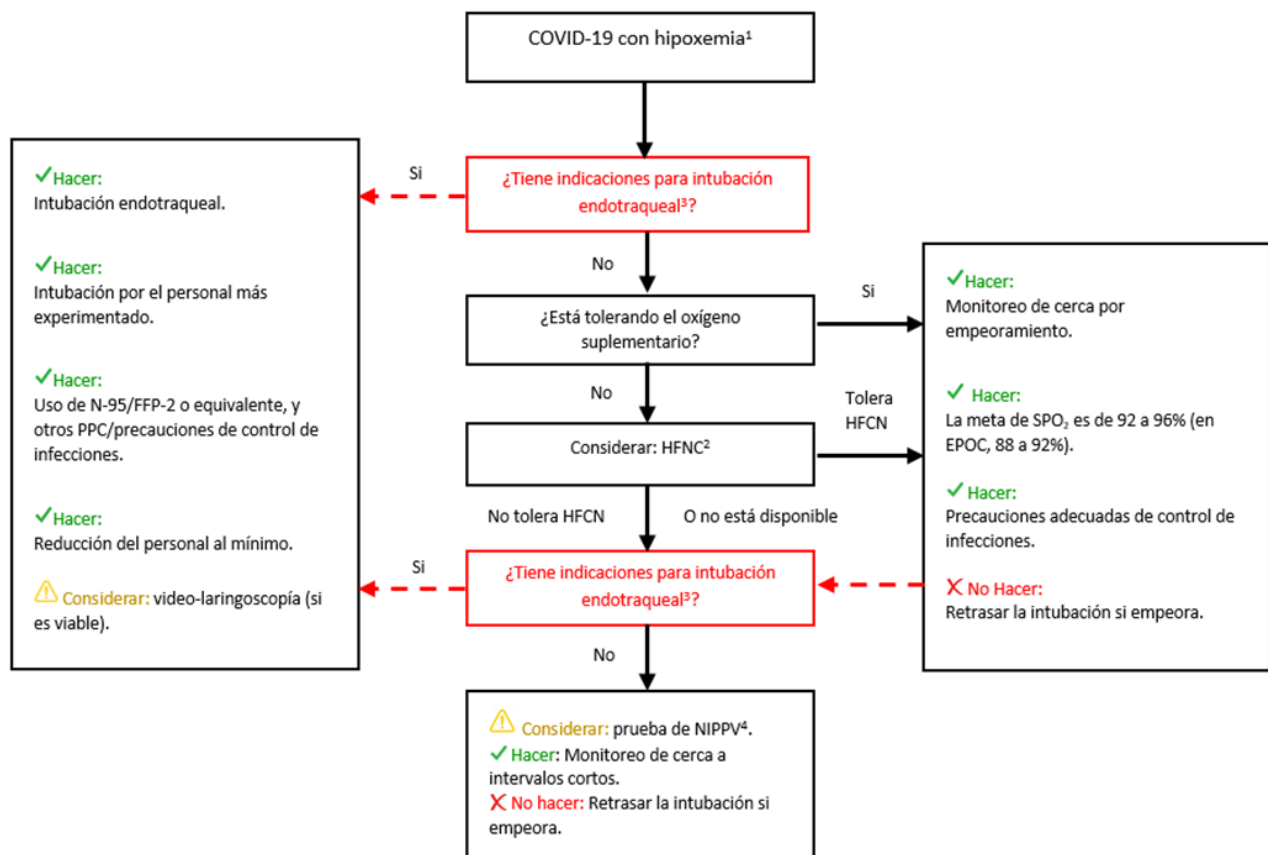 COVID-19 con hipoxemia¹
¿Tiene indicaciones para intubación
endotraqueal³?
Si
No
✓Hacer:
Intubación endotraqueal.
✓Hacer:
Intubación por el personal más
experimentado.
✓Hacer:
Uso de N-95/FFP-2 o equivalente, y
otros PPC/precauciones de control de
infecciones.
✓Hacer:
Reducción del personal al mínimo.
⚠ Considerar: video-laringoscopía (si
es viable).
¿Está tolerando el oxígeno
suplementario?
Si
No
Considerar: HFNC²
Tolera
HFCN
✓Hacer:
Monitoreo de cerca por
empeoramiento.
✓ Hacer:
La meta de SPO₂ es de 92 a 96% (en
EPOC, 88 a 92%).
✓Hacer:
Precauciones adecuadas de control de
infecciones.
✗ No Hacer:
Retrasar la intubación si empeora.
No tolera HFCN
O no está disponible
¿Tiene indicaciones para intubación
endotraqueal³?
Si
No
⚠ Considerar: prueba de NIPPV⁴.
✓ Hacer: Monitoreo de cerca a
intervalos cortos.
✗ No hacer: Retrasar la intubación si
empeora.